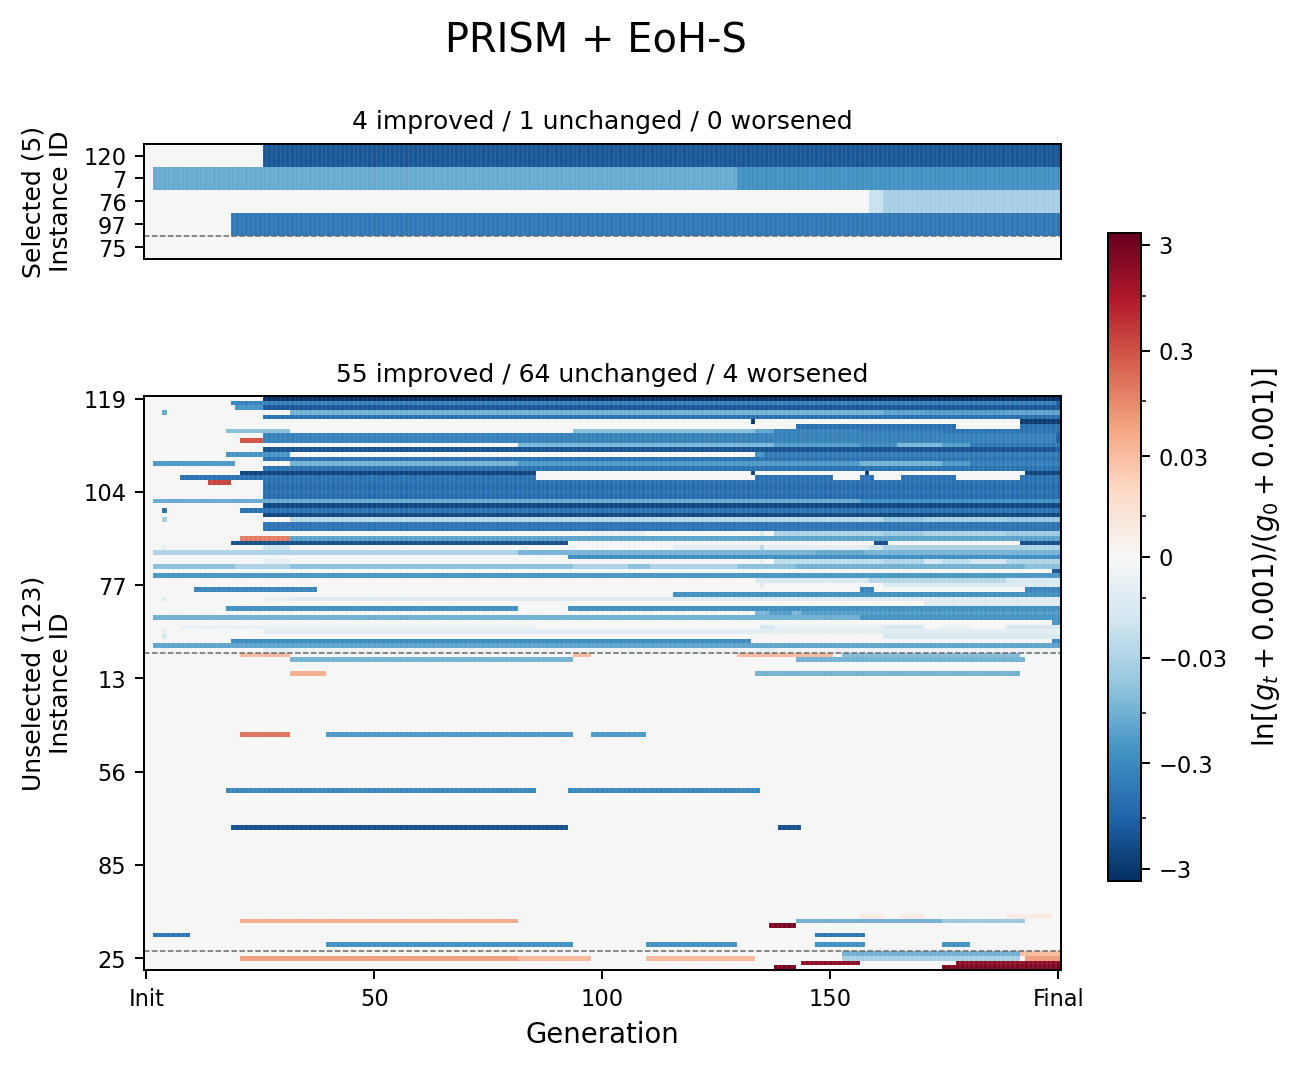 PRISM + EoH-S
4 improved / 1 unchanged / 0 worsened
Selected (5)
Instance ID
120
7
76
97
75
55 improved / 64 unchanged / 4 worsened
Unselected (123)
Instance ID
119
104
77
13
56
85
25
Init
50
100
150
Final
Generation
3
0.3
0.03
0
−0.03
−0.3
−3
ln[(g_t + 0.001)/(g_0 + 0.001)]